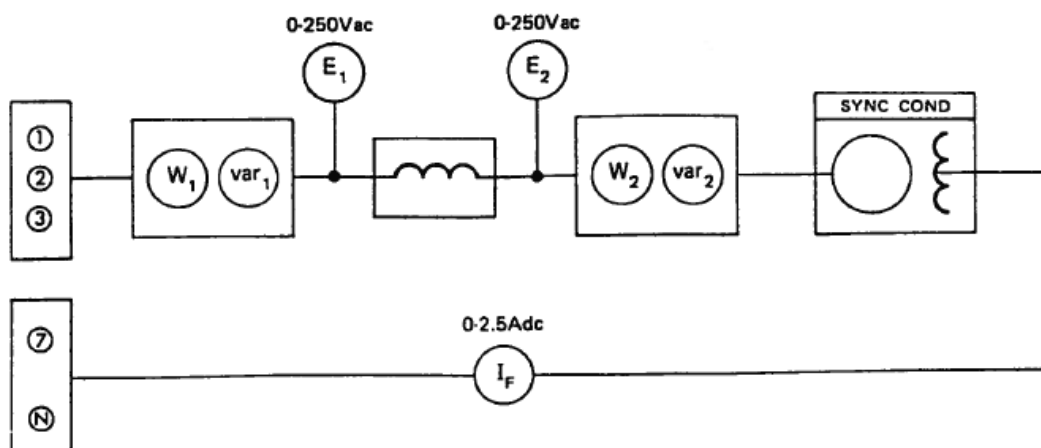 0-250Vac
0-250Vac
E₁
E₂
SYNC COND
①
②
③
W₁
var₁
W₂
var₂
0-2.5Adc
⑦
I_F
Ⓝ